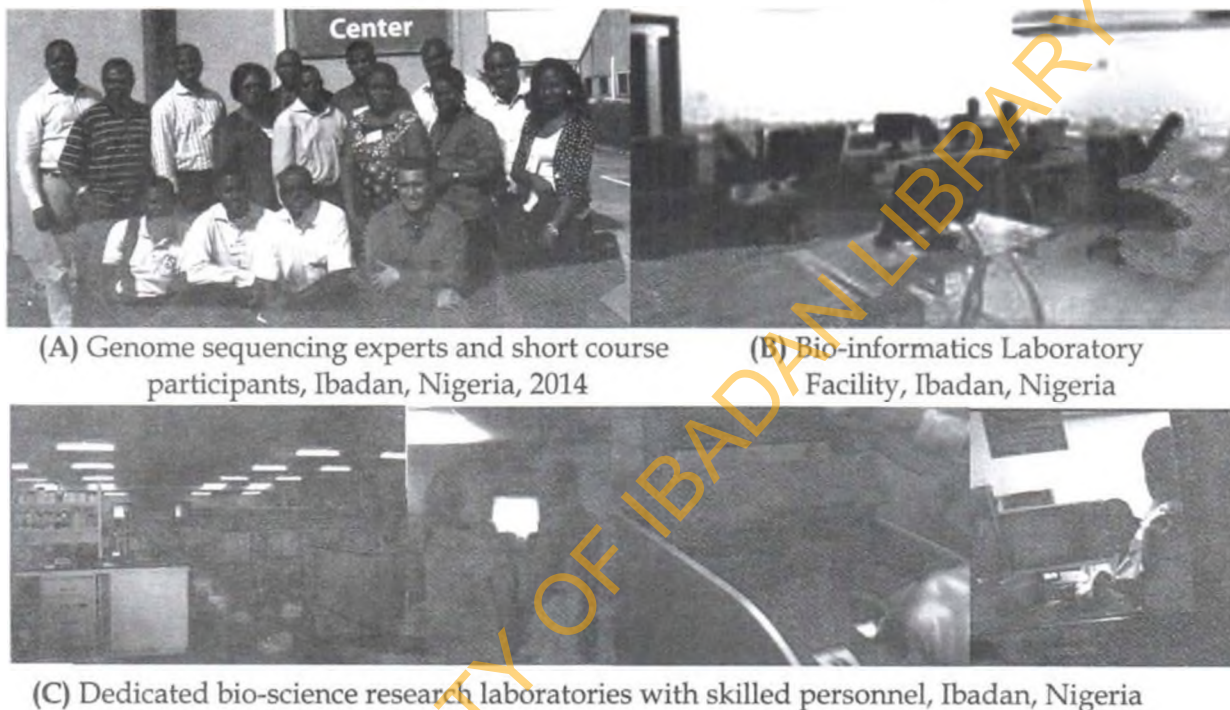 Center
(A) Genome sequencing experts and short course
participants, Ibadan, Nigeria, 2014
(B) Bio-informatics Laboratory
Facility, Ibadan, Nigeria
(C) Dedicated bio-science research laboratories with skilled personnel, Ibadan, Nigeria
TY OF IBADAN LIBRARY